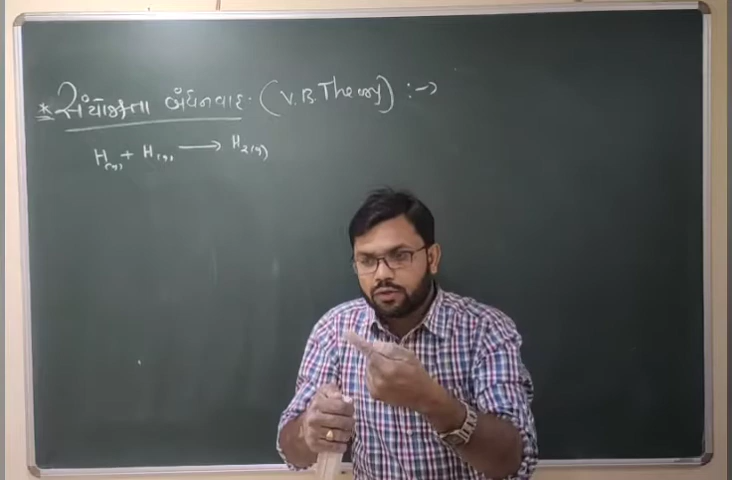 * સંયોજકતા બંધનવાદ. (V.B. Theory) :→
H(g) + H(g) ⟶ H2(g)